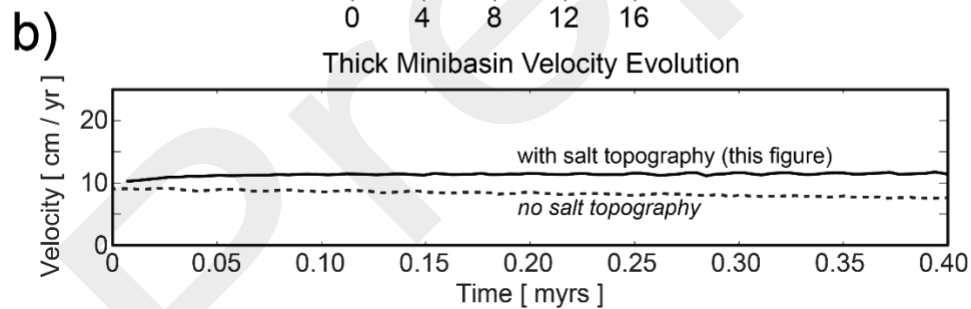 0 4 8 12 16
b)
Thick Minibasin Velocity Evolution
Velocity [ cm / yr ]
20
10
0
with salt topography (this figure)
no salt topography
0 0.05 0.10 0.15 0.20 0.25 0.30 0.35 0.40
Time [ myrs ]